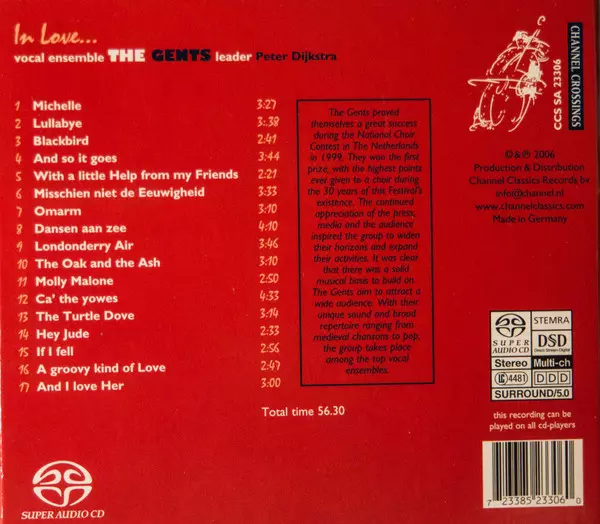 In Love...
vocal ensemble THE GENTS leader Peter Dijkstra
1 Michelle 3:27
2 Lullabye 3:38
3 Blackbird 2:41
4 And so it goes 3:44
5 With a little Help from my Friends 2:21
6 Misschien niet de Eeuwigheid 3:33
7 Omarm 3:10
8 Dansen aan zee 4:10
9 Londonderry Air 3:46
10 The Oak and the Ash 3:10
11 Molly Malone 2:50
12 Ca' the yowes 4:33
13 The Turtle Dove 3:14
14 Hey Jude 2:33
15 If I fell 2:56
16 A groovy kind of Love 2:47
17 And I love Her 3:00
Total time 56.30
The Gents proved
themselves a great success
during the National Choir
Contest in The Netherlands
in 1999. They won the first
prize, with the highest points
ever given to a choir during
the 30 years of this Festival's
existence. The continued
appreciation of the press,
media and the audience
inspired the group to widen
their horizons and expand
their activities. It was clear
that there was a solid
musical basis to build on.
The Gents aim to attract a
wide audience. With their
unique sound and broad
repertoire ranging from
medieval chansons to pop,
the group takes place
among the top vocal
ensembles.
CHANNEL CROSSINGS
CCS SA 23306
©&℗ 2006
Production & Distribution
Channel Classics Records bv
info@channel.nl
www.channelclassics.com
Made in Germany
SUPER AUDIO CD
STEMRA
DSD
Direct Stream Digital
Stereo
Multi-ch
LC 4481
DDD
SURROUND/5.0
this recording can be
played on all cd-players
7 23385 23306 0
SUPER AUDIO CD